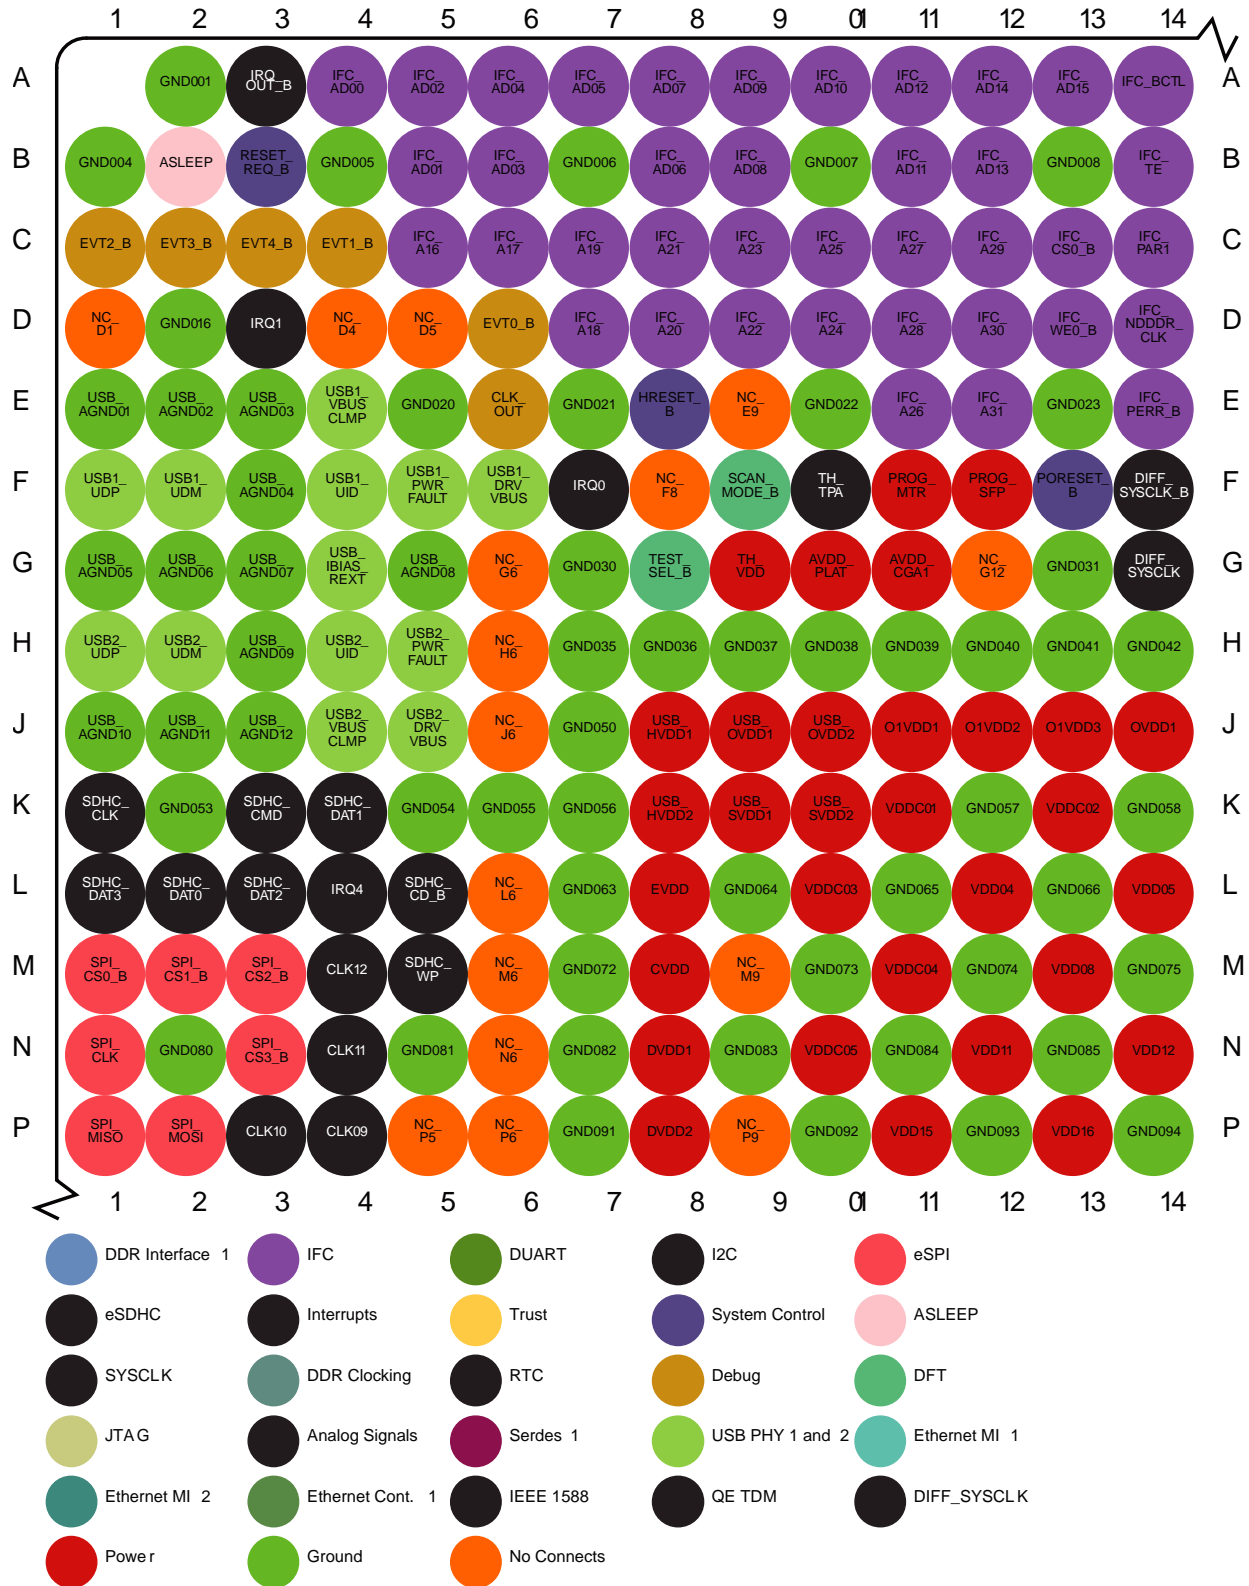 1 2 3 4 5 6 7 8 9 10 11 12 13 14
A GND001 IRQ_OUT_B IFC_AD00 IFC_AD02 IFC_AD04 IFC_AD05 IFC_AD07 IFC_AD09 IFC_AD10 IFC_AD12 IFC_AD14 IFC_AD15 IFC_BCTL A
B GND004 ASLEEP RESET_REQ_B GND005 IFC_AD01 IFC_AD03 GND006 IFC_AD06 IFC_AD08 GND007 IFC_AD11 IFC_AD13 GND008 IFC_TE B
C EVT2_B EVT3_B EVT4_B EVT1_B IFC_A16 IFC_A17 IFC_A19 IFC_A21 IFC_A23 IFC_A25 IFC_A27 IFC_A29 IFC_CS0_B IFC_PAR1 C
D NC_D1 GND016 IRQ1 NC_D4 NC_D5 EVT0_B IFC_A18 IFC_A20 IFC_A22 IFC_A24 IFC_A28 IFC_A30 IFC_WE0_B IFC_NDDDR_CLK D
E USB_AGND01 USB_AGND02 USB_AGND03 USB1_VBUS CLMP GND020 CLK_OUT GND021 HRESET_B NC_E9 GND022 IFC_A26 IFC_A31 GND023 IFC_PERR_B E
F USB1_UDP USB1_UDM USB_AGND04 USB1_UID USB1_PWR FAULT USB1_DRV VBUS IRQ0 NC_F8 SCAN_MODE_B TH_TPA PROG_MTR PROG_SFP PORESET_B DIFF_SYSCLK_B F
G USB_AGND05 USB_AGND06 USB_AGND07 USB_IBIAS_REXT USB_AGND08 NC_G6 GND030 TEST_SEL_B TH_VDD AVDD_PLAT AVDD_CGA1 NC_G12 GND031 DIFF_SYSCLK G
H USB2_UDP USB2_UDM USB_AGND09 USB2_UID USB2_PWR FAULT NC_H6 GND035 GND036 GND037 GND038 GND039 GND040 GND041 GND042 H
J USB_AGND10 USB_AGND11 USB_AGND12 USB2_VBUS CLMP USB2_DRV VBUS NC_J6 GND050 USB_HVDD1 USB_OVDD1 USB_OVDD2 O1VDD1 O1VDD2 O1VDD3 OVDD1 J
K SDHC_CLK GND053 SDHC_CMD SDHC_DAT1 GND054 GND055 GND056 USB_HVDD2 USB_SVDD1 USB_SVDD2 VDDC01 GND057 VDDC02 GND058 K
L SDHC_DAT3 SDHC_DAT0 SDHC_DAT2 IRQ4 SDHC_CD_B NC_L6 GND063 EVDD GND064 VDDC03 GND065 VDD04 GND066 VDD05 L
M SPI_CS0_B SPI_CS1_B SPI_CS2_B CLK12 SDHC_WP NC_M6 GND072 CVDD NC_M9 GND073 VDDC04 GND074 VDD08 GND075 M
N SPI_CLK GND080 SPI_CS3_B CLK11 GND081 NC_N6 GND082 DVDD1 GND083 VDDC05 GND084 VDD11 GND085 VDD12 N
P SPI_MISO SPI_MOSI CLK10 CLK09 NC_P5 NC_P6 GND091 DVDD2 NC_P9 GND092 VDD15 GND093 VDD16 GND094 P
1 2 3 4 5 6 7 8 9 10 11 12 13 14
DDR Interface 1 IFC DUART I2C eSPI
eSDHC Interrupts Trust System Control ASLEEP
SYSCLK DDR Clocking RTC Debug DFT
JTAG Analog Signals Serdes 1 USB PHY 1 and 2 Ethernet MI 1
Ethernet MI 2 Ethernet Cont. 1 IEEE 1588 QE TDM DIFF_SYSCLK
Power Ground No Connects